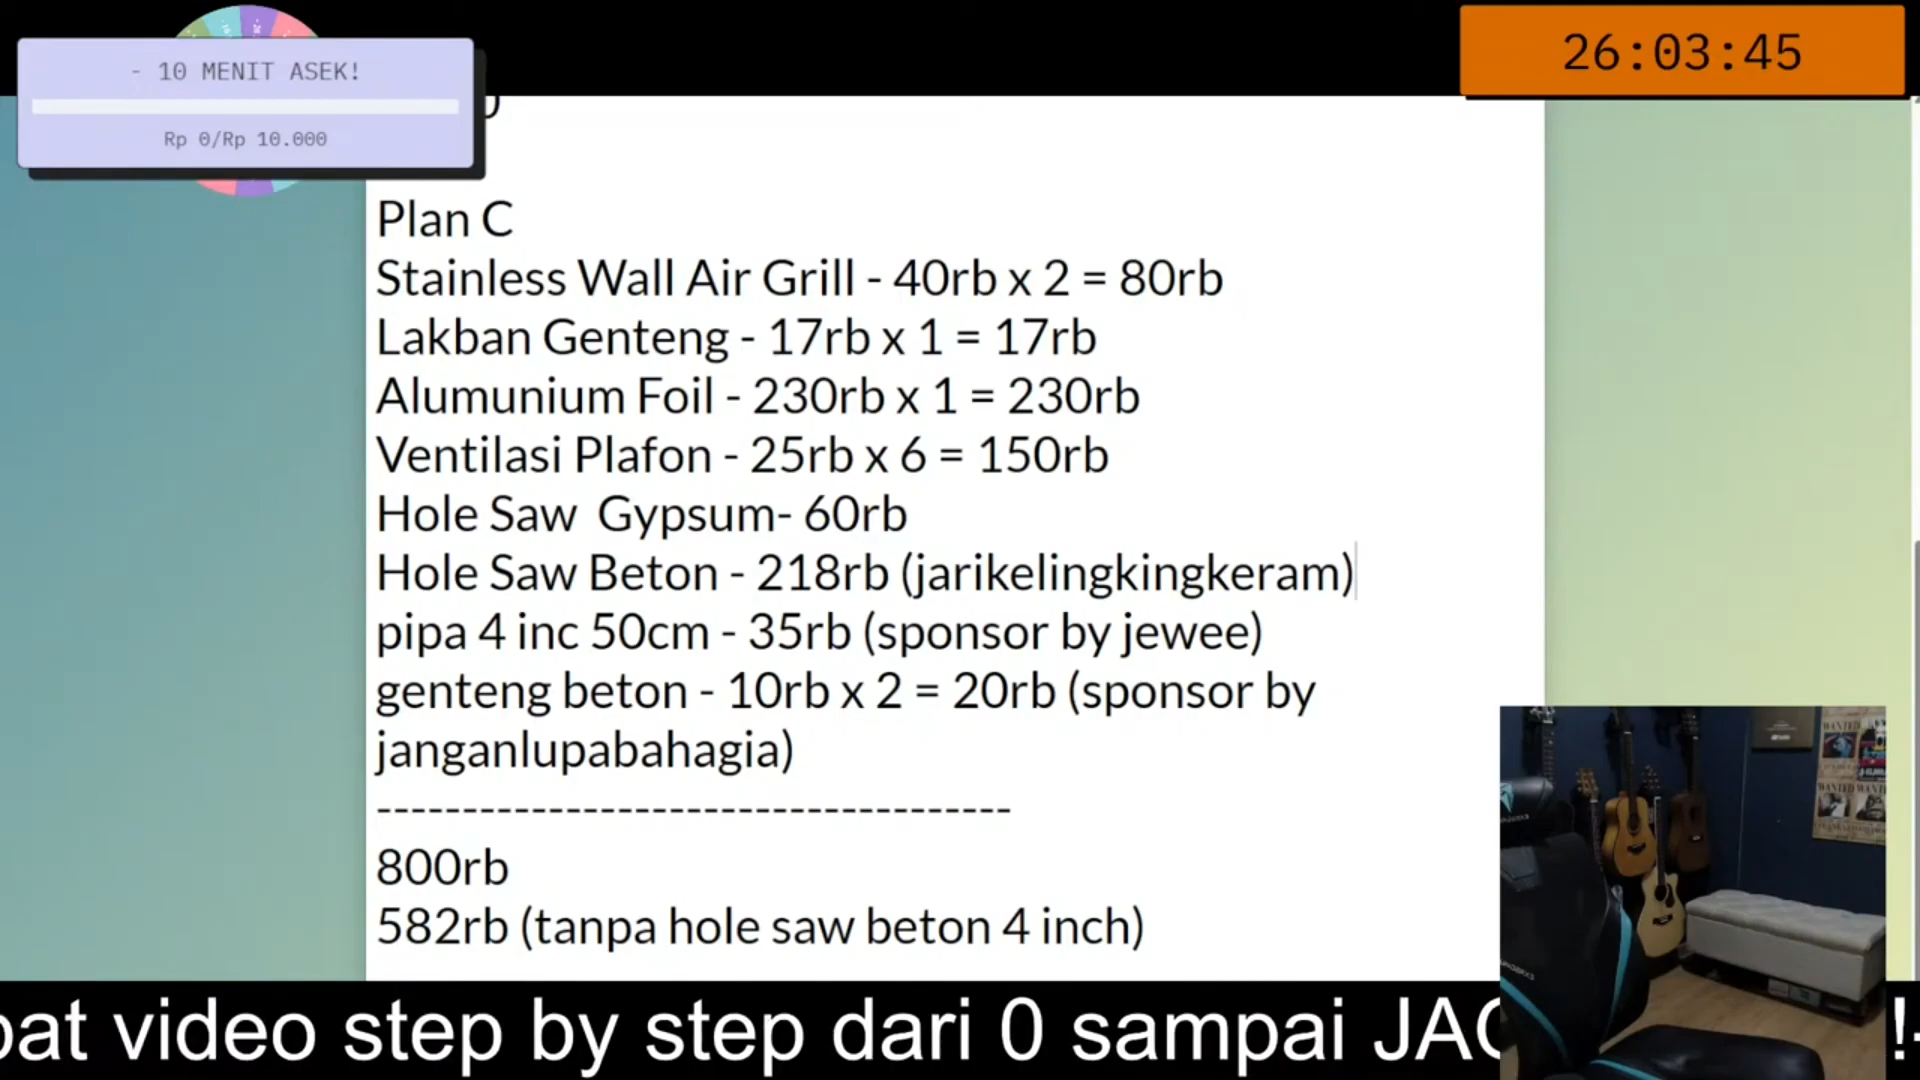 - 10 MENIT ASEK!
Rp 0/Rp 10.000
26:03:45
Plan C
Stainless Wall Air Grill - 40rb x 2 = 80rb
Lakban Genteng - 17rb x 1 = 17rb
Alumunium Foil - 230rb x 1 = 230rb
Ventilasi Plafon - 25rb x 6 = 150rb
Hole Saw  Gypsum- 60rb
Hole Saw Beton - 218rb (jarikelingkingkeram)
pipa 4 inc 50cm - 35rb (sponsor by jewee)
genteng beton - 10rb x 2 = 20rb (sponsor by
janganlupabahagia)
-------------------------------------
800rb
582rb (tanpa hole saw beton 4 inch)
WANTED
WANTED
video step by step dari 0 sampai